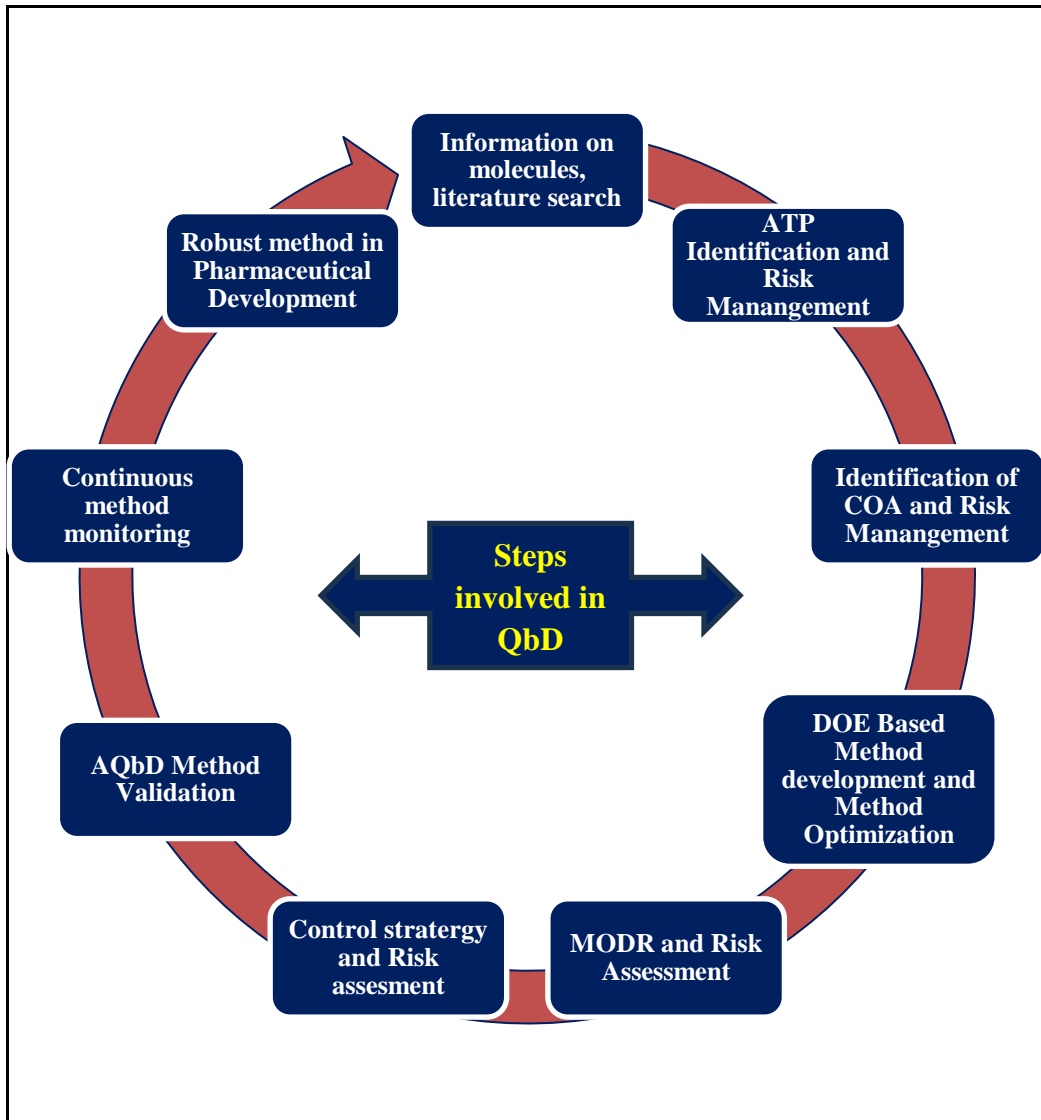 Information on
molecules,
literature search
ATP
Identification and
Risk
Manangement
Identification of
COA and Risk
Manangement
DOE Based
Method
development and
Method
Optimization
MODR and Risk
Assessment
Control stratergy
and Risk
assesment
AQbD Method
Validation
Continuous
method
monitoring
Robust method in
Pharmaceutical
Development
Steps
involved in
QbD